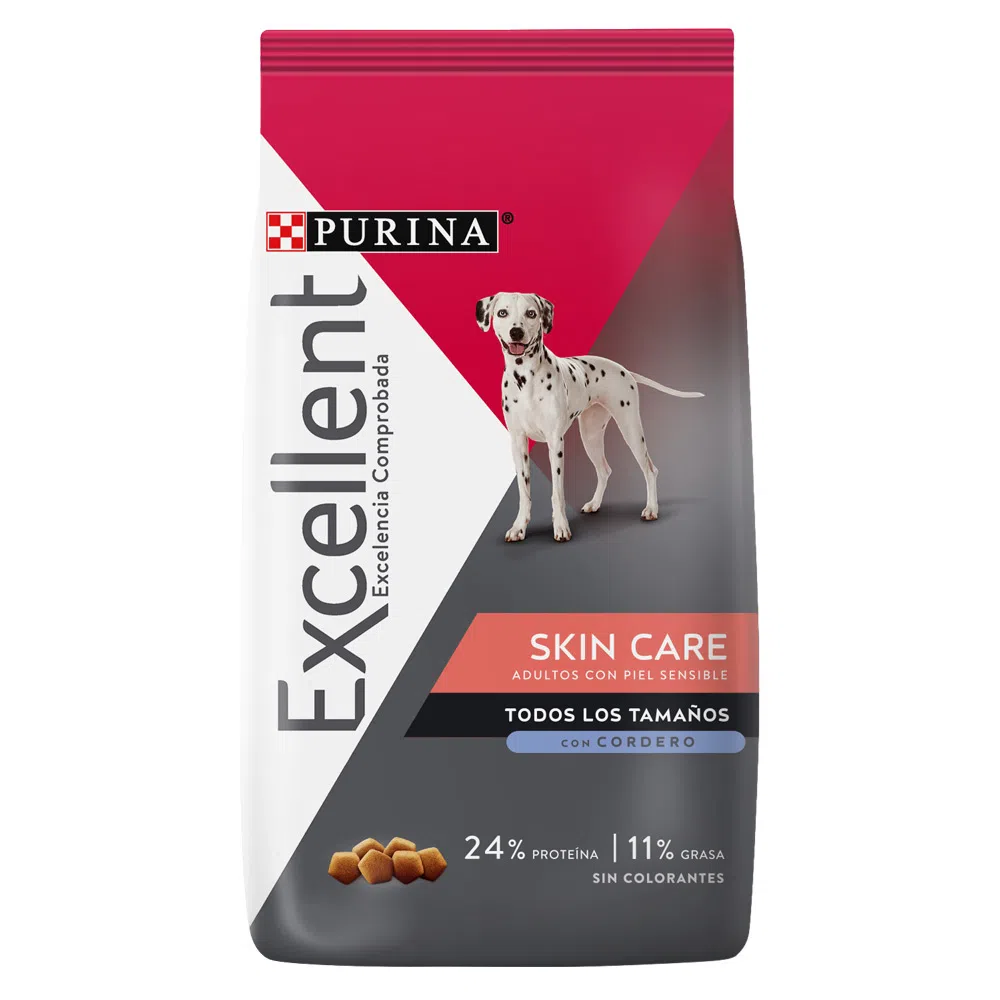 PURINA®
Excellent
Excelencia Comprobada
SKIN CARE
ADULTOS CON PIEL SENSIBLE
TODOS LOS TAMAÑOS
CON CORDERO
24% PROTEÍNA | 11% GRASA
SIN COLORANTES